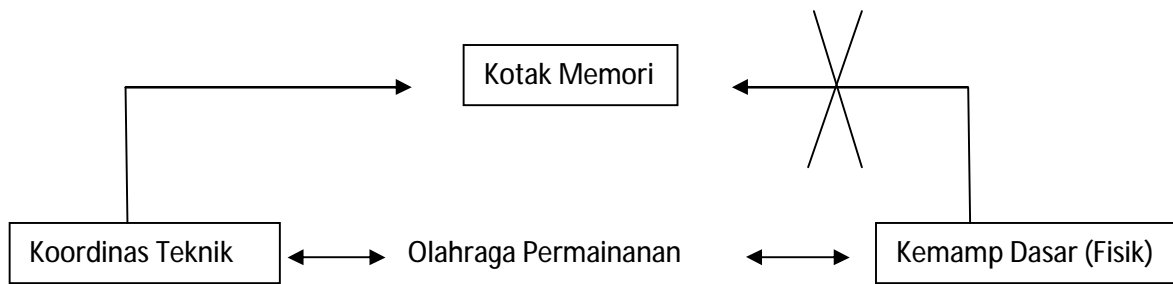 Kotak Memori
Koordinas Teknik
Olahraga Permainanan
Kemamp Dasar (Fisik)